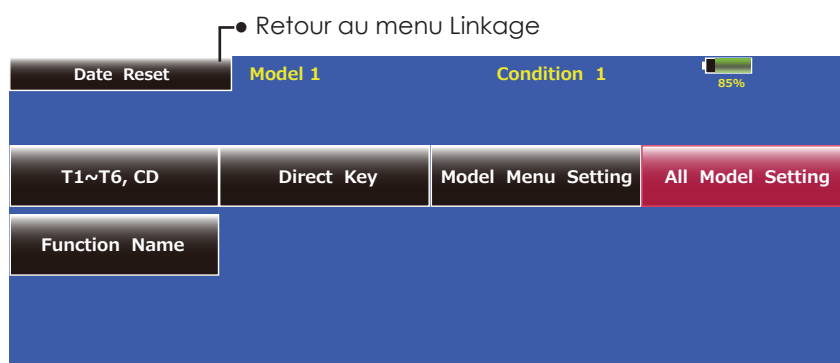 Retour au menu Linkage
Date Reset Model 1 Condition 1
85%
T1~T6, CD Direct Key Model Menu Setting All Model Setting
Function Name